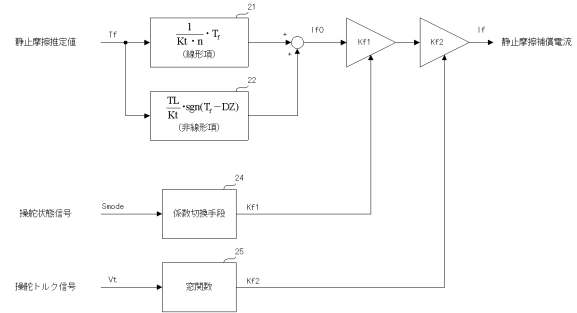 21
静止摩擦推定値
Tf
1/(Kt・n)・Tf
(線形項)
+
+
If0
Kf1
Kf2
If
静止摩擦補償電流
22
TL/Kt・sgn(Tf−DZ)
(非線形項)
24
操舵状態信号
Smode
係数切換手段
Kf1
25
操舵トルク信号
Vt
窓関数
Kf2